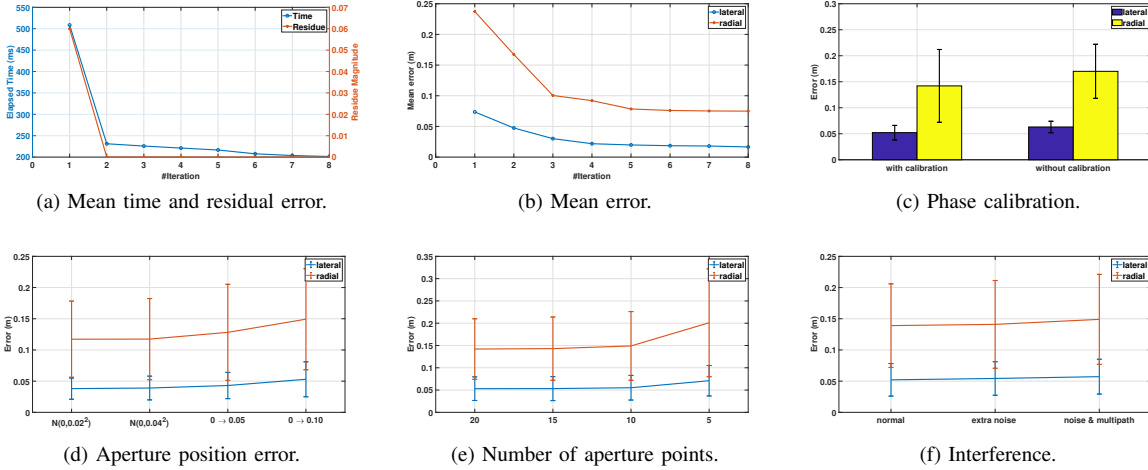 550
500
450
400
350
300
250
200
Elapsed Time (ms)
0.07
0.06
0.05
0.04
0.03
0.02
0.01
0
Residue Magnitude
Time
Residue
0 1 2 3 4 5 6 7 8
#Iteration
(a) Mean time and residual error.
0.25
0.2
0.15
0.1
0.05
0
Mean error (m)
lateral
radial
0 1 2 3 4 5 6 7 8
#Iteration
(b) Mean error.
0.3
0.25
0.2
0.15
0.1
0.05
0
Error (m)
lateral
radial
with calibration without calibration
(c) Phase calibration.
0.25
0.2
0.15
0.1
0.05
0
Error (m)
lateral
radial
N(0,0.02²) N(0,0.04²) 0 → 0.05 0 → 0.10
(d) Aperture position error.
0.35
0.3
0.25
0.2
0.15
0.1
0.05
0
Error (m)
lateral
radial
20 15 10 5
(e) Number of aperture points.
0.25
0.2
0.15
0.1
0.05
0
Error (m)
lateral
radial
normal extra noise noise & multipath
(f) Interference.